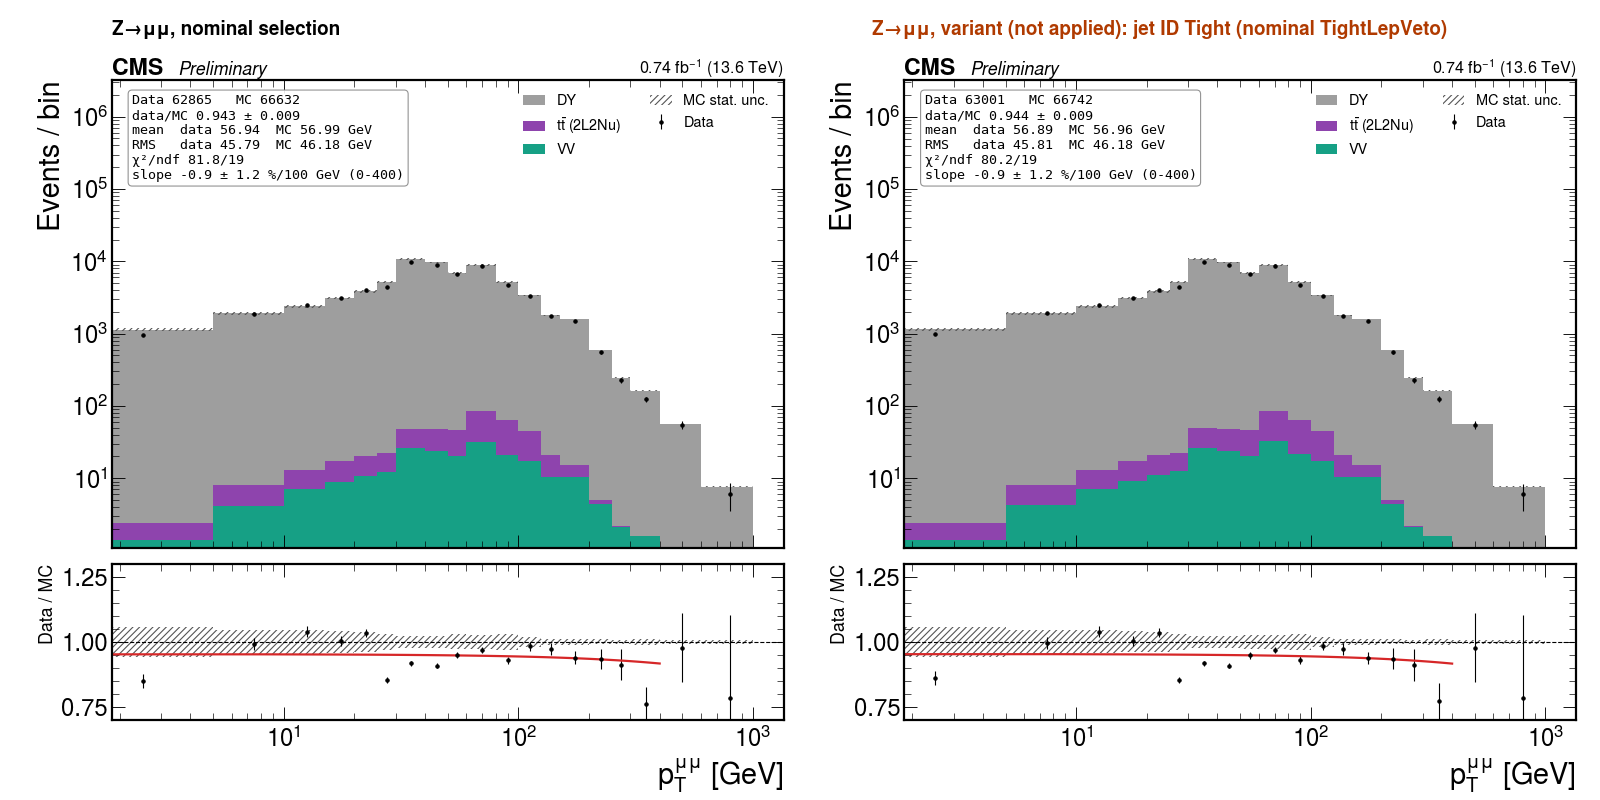 Z→μμ, nominal selection
CMS Preliminary
0.74 fb⁻¹ (13.6 TeV)
Events / bin
10⁶
10⁵
10⁴
10³
10²
10¹
Data 62865   MC 66632
data/MC 0.943 ± 0.009
mean  data 56.94  MC 56.99 GeV
RMS   data 45.79  MC 46.18 GeV
χ²/ndf 81.8/19
slope -0.9 ± 1.2 %/100 GeV (0-400)
DY
tt̄ (2L2Nu)
VV
MC stat. unc.
Data
Data / MC
1.25
1.00
0.75
10¹ 10² 10³
p_T^μμ [GeV]
Z→μμ, variant (not applied): jet ID Tight (nominal TightLepVeto)
CMS Preliminary
0.74 fb⁻¹ (13.6 TeV)
Events / bin
10⁶
10⁵
10⁴
10³
10²
10¹
Data 63001   MC 66742
data/MC 0.944 ± 0.009
mean  data 56.89  MC 56.96 GeV
RMS   data 45.81  MC 46.18 GeV
χ²/ndf 80.2/19
slope -0.9 ± 1.2 %/100 GeV (0-400)
DY
tt̄ (2L2Nu)
VV
MC stat. unc.
Data
Data / MC
1.25
1.00
0.75
10¹ 10² 10³
p_T^μμ [GeV]